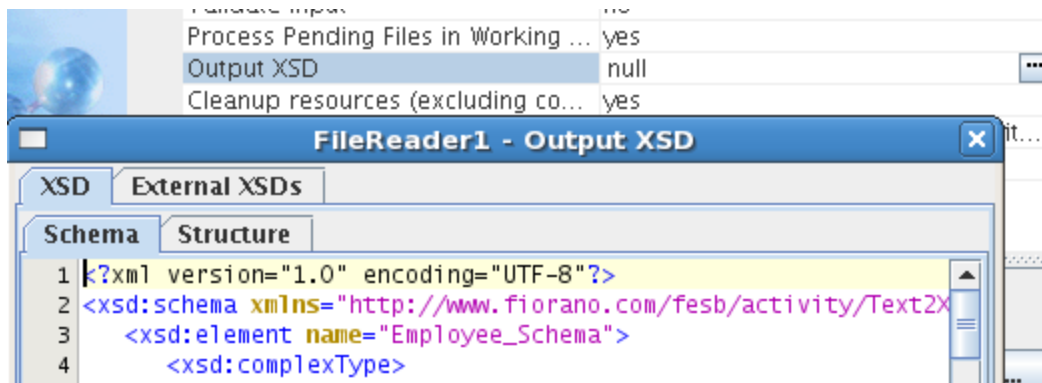 Process Pending Files in Working ... yes
Output XSD null ...
Cleanup resources (excluding co... yes
FileReader1 - Output XSD
XSD External XSDs
Schema Structure
1 <?xml version="1.0" encoding="UTF-8"?>
2 <xsd:schema xmlns="http://www.fiorano.com/fesb/activity/Text2X
3 <xsd:element name="Employee_Schema">
4 <xsd:complexType>